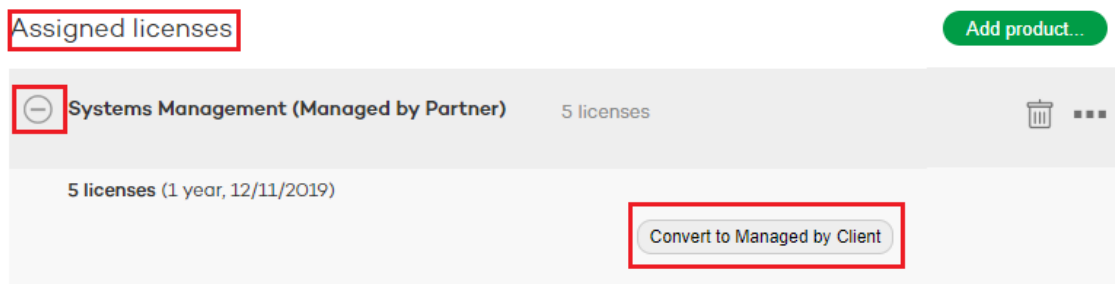 Assigned licenses
Add product...
Systems Management (Managed by Partner)
5 licenses
5 licenses (1 year, 12/11/2019)
Convert to Managed by Client